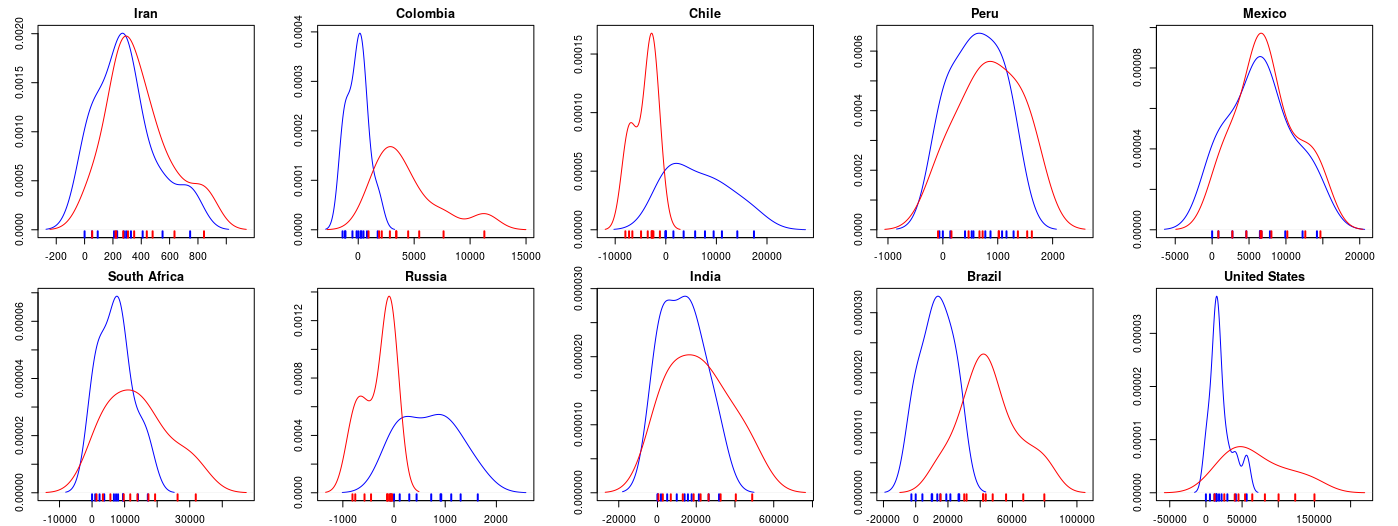 Iran
0.0000 0.0005 0.0010 0.0015 0.0020
-200 0 200 400 600 800
Colombia
0.000 0.001 0.002 0.003 0.004
0 5000 10000 15000
Chile
0.00000 0.00005 0.00010 0.00015
-10000 0 10000 20000
Peru
0.0000 0.0002 0.0004 0.0006
-1000 0 1000 2000
Mexico
0.00000 0.00004 0.00008
-5000 0 5000 10000 20000
South Africa
0.00000 0.00002 0.00004 0.00006
-10000 0 10000 30000
Russia
0.0000 0.0004 0.0008 0.0012
-1000 0 1000 2000
India
0.000000 0.000010 0.000020 0.000030
-20000 0 20000 60000
Brazil
0.000000 0.000010 0.000020 0.000030
-20000 0 20000 60000 100000
United States
0.00000 0.00001 0.00002 0.00003
-50000 50000 150000